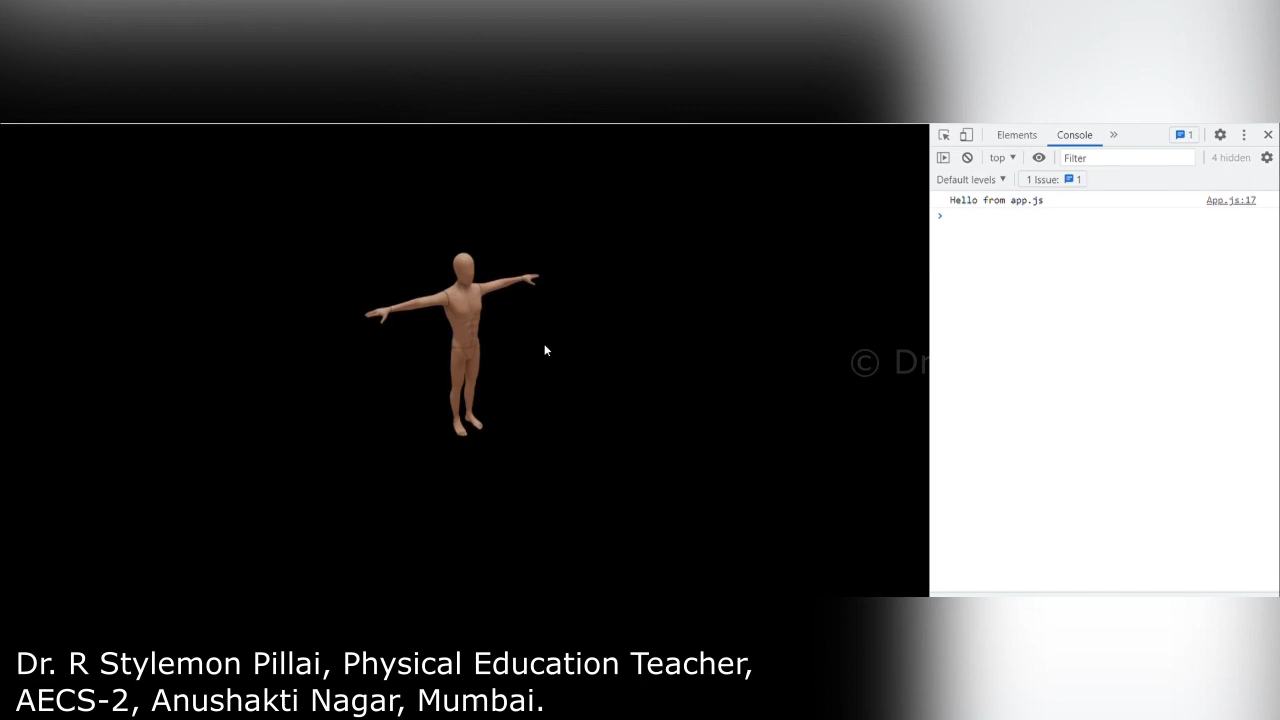 Elements Console » 1
top ▼ Filter 4 hidden
Default levels ▼ 1 Issue: 1
Hello from app.js App.js:17
›
© Dr
Dr. R Stylemon Pillai, Physical Education Teacher,
AECS-2, Anushakti Nagar, Mumbai.